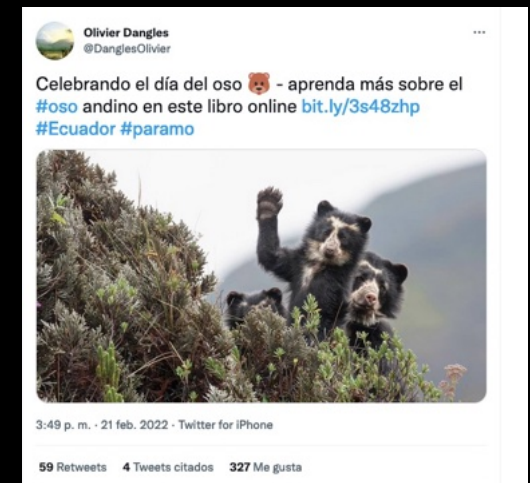 Olivier Dangles
@DanglesOlivier
Celebrando el día del oso 🐻 - aprenda más sobre el
#oso andino en este libro online bit.ly/3s48zhp
#Ecuador #paramo
3:49 p. m. · 21 feb. 2022 · Twitter for iPhone
59 Retweets 4 Tweets citados 327 Me gusta